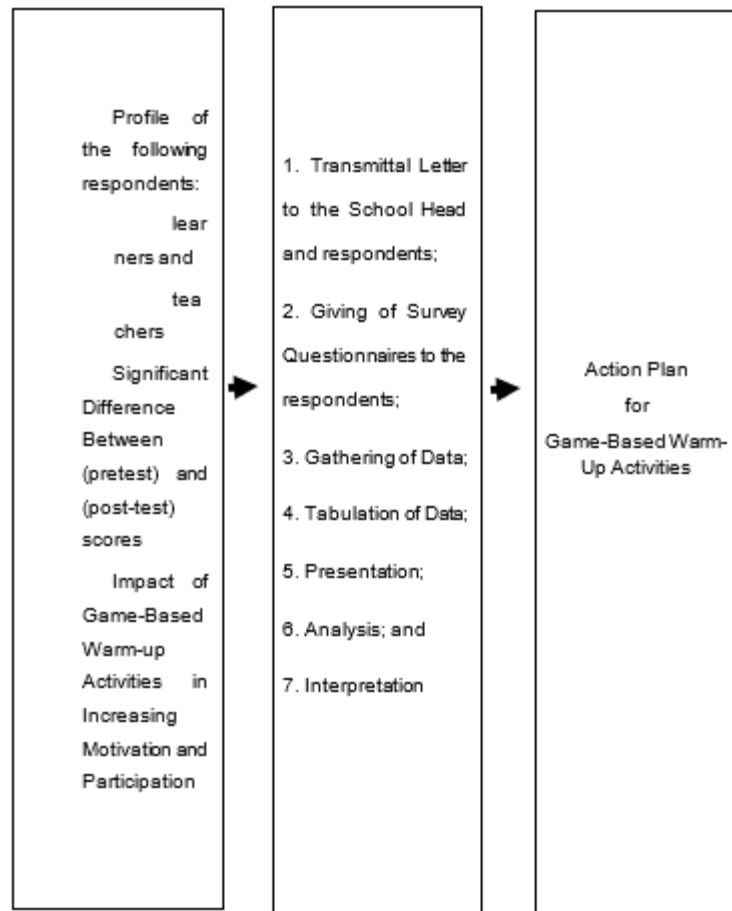 Profile of
the following
respondents:
lear
ners and
tea
chers
Significant
Difference
Between
(pretest) and
(post-test)
scores
Impact of
Game-Based
Warm-up
Activities in
Increasing
Motivation and
Participation
1. Transmittal Letter
to the School Head
and respondents;
2. Giving of Survey
Questionnaires to the
respondents;
3. Gathering of Data;
4. Tabulation of Data;
5. Presentation;
6. Analysis; and
7. Interpretation
Action Plan
for
Game-Based Warm-
Up Activities